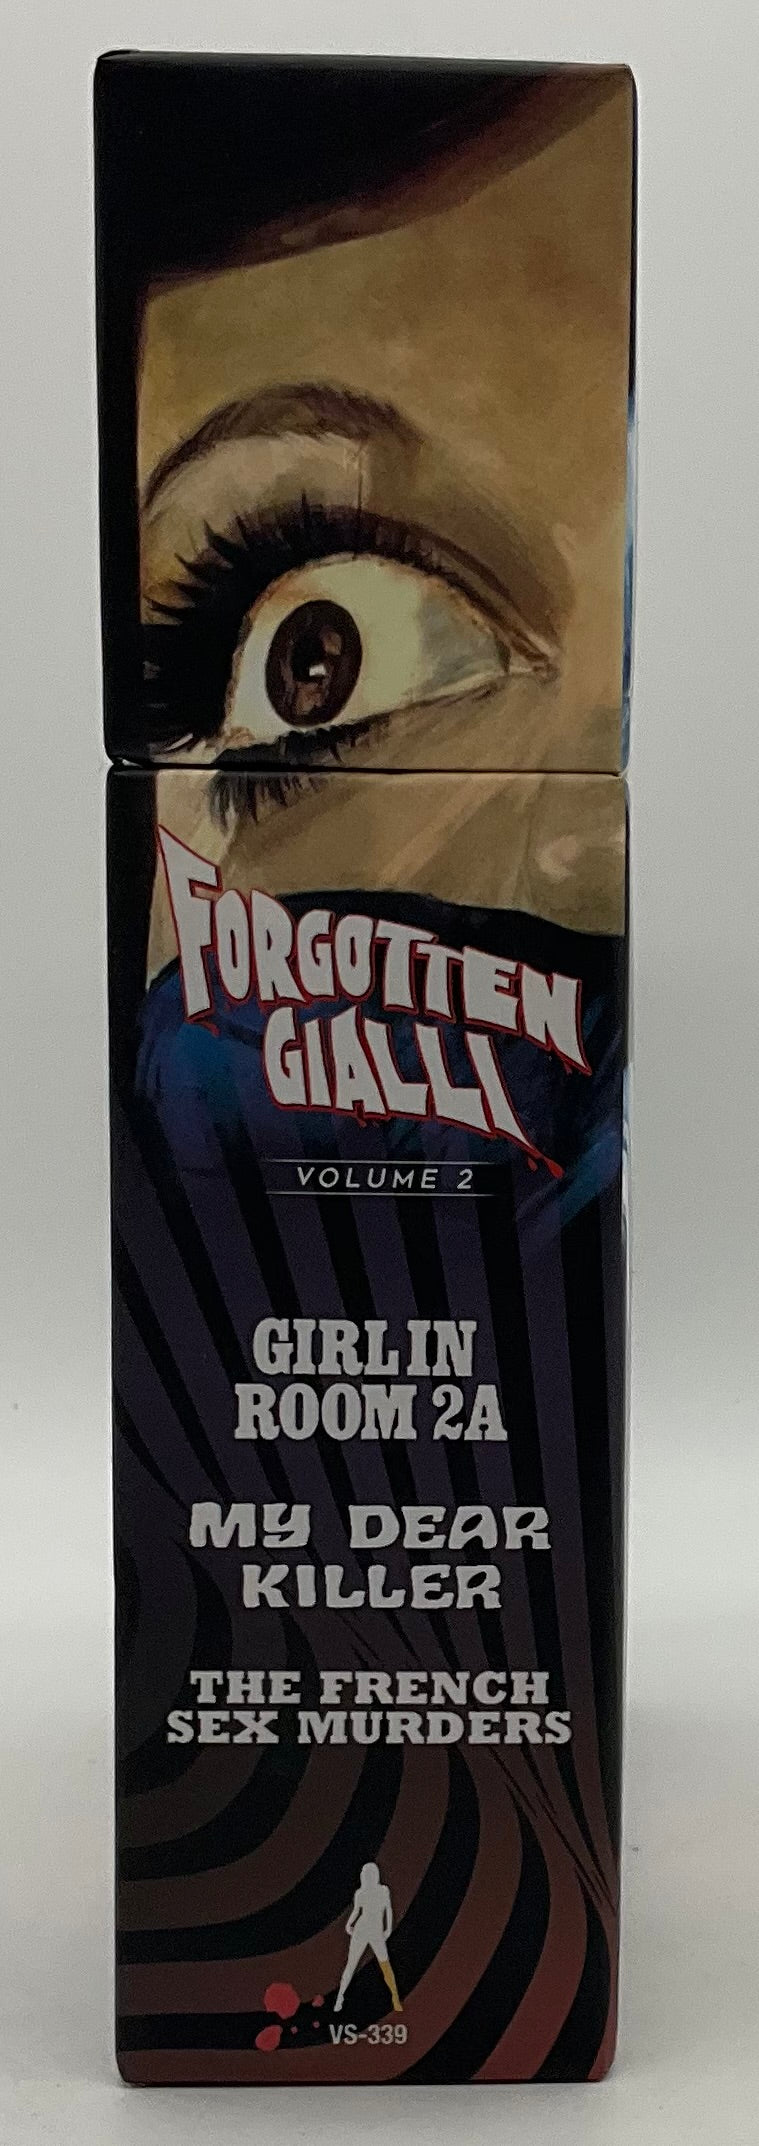 FORGOTTEN
GIALLI
VOLUME 2
GIRL IN
ROOM 2A
MY DEAR
KILLER
THE FRENCH
SEX MURDERS
VS-339